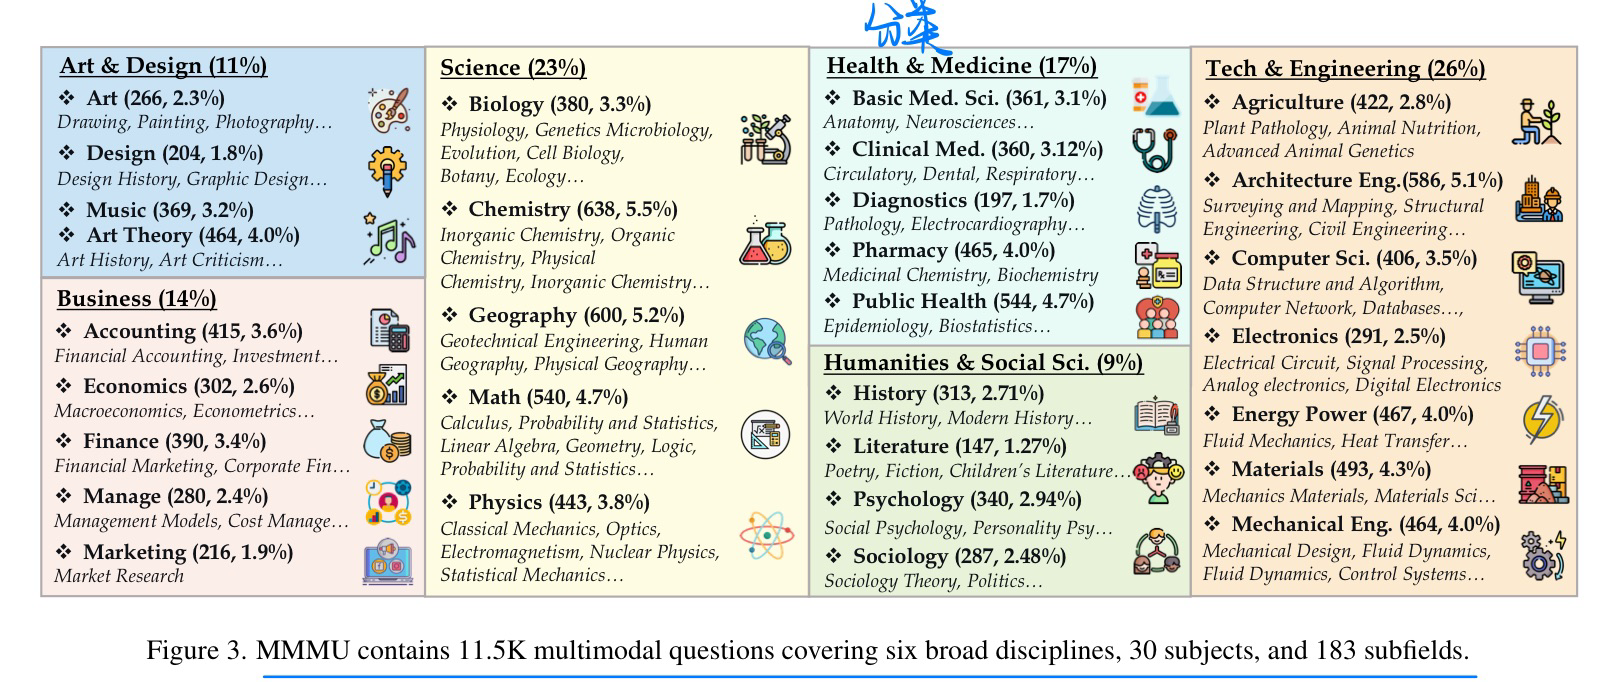 分类
Art & Design (11%)
❖ Art (266, 2.3%)
Drawing, Painting, Photography…
❖ Design (204, 1.8%)
Design History, Graphic Design…
❖ Music (369, 3.2%)
❖ Art Theory (464, 4.0%)
Art History, Art Criticism…
Business (14%)
❖ Accounting (415, 3.6%)
Financial Accounting, Investment…
❖ Economics (302, 2.6%)
Macroeconomics, Econometrics…
❖ Finance (390, 3.4%)
Financial Marketing, Corporate Fin…
❖ Manage (280, 2.4%)
Management Models, Cost Manage…
❖ Marketing (216, 1.9%)
Market Research
Science (23%)
❖ Biology (380, 3.3%)
Physiology, Genetics Microbiology,
Evolution, Cell Biology,
Botany, Ecology…
❖ Chemistry (638, 5.5%)
Inorganic Chemistry, Organic
Chemistry, Physical
Chemistry, Inorganic Chemistry…
❖ Geography (600, 5.2%)
Geotechnical Engineering, Human
Geography, Physical Geography…
❖ Math (540, 4.7%)
Calculus, Probability and Statistics,
Linear Algebra, Geometry, Logic,
Probability and Statistics…
❖ Physics (443, 3.8%)
Classical Mechanics, Optics,
Electromagnetism, Nuclear Physics,
Statistical Mechanics…
Health & Medicine (17%)
❖ Basic Med. Sci. (361, 3.1%)
Anatomy, Neurosciences…
❖ Clinical Med. (360, 3.12%)
Circulatory, Dental, Respiratory…
❖ Diagnostics (197, 1.7%)
Pathology, Electrocardiography…
❖ Pharmacy (465, 4.0%)
Medicinal Chemistry, Biochemistry
❖ Public Health (544, 4.7%)
Epidemiology, Biostatistics…
Humanities & Social Sci. (9%)
❖ History (313, 2.71%)
World History, Modern History…
❖ Literature (147, 1.27%)
Poetry, Fiction, Children's Literature…
❖ Psychology (340, 2.94%)
Social Psychology, Personality Psy…
❖ Sociology (287, 2.48%)
Sociology Theory, Politics…
Tech & Engineering (26%)
❖ Agriculture (422, 2.8%)
Plant Pathology, Animal Nutrition,
Advanced Animal Genetics
❖ Architecture Eng.(586, 5.1%)
Surveying and Mapping, Structural
Engineering, Civil Engineering…
❖ Computer Sci. (406, 3.5%)
Data Structure and Algorithm,
Computer Network, Databases…,
❖ Electronics (291, 2.5%)
Electrical Circuit, Signal Processing,
Analog electronics, Digital Electronics
❖ Energy Power (467, 4.0%)
Fluid Mechanics, Heat Transfer…
❖ Materials (493, 4.3%)
Mechanics Materials, Materials Sci…
❖ Mechanical Eng. (464, 4.0%)
Mechanical Design, Fluid Dynamics,
Fluid Dynamics, Control Systems…
Figure 3. MMMU contains 11.5K multimodal questions covering six broad disciplines, 30 subjects, and 183 subfields.